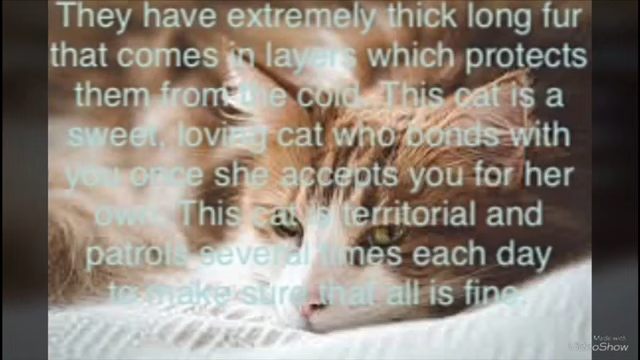 They have extremely thick long fur
that comes in layers which protects
them from the cold. This cat is a
sweet, loving cat who bonds with
you once she accepts you for her
own. This cat is territorial and
patrols several times each day
to make sure that all is fine.
Made with
VideoShow